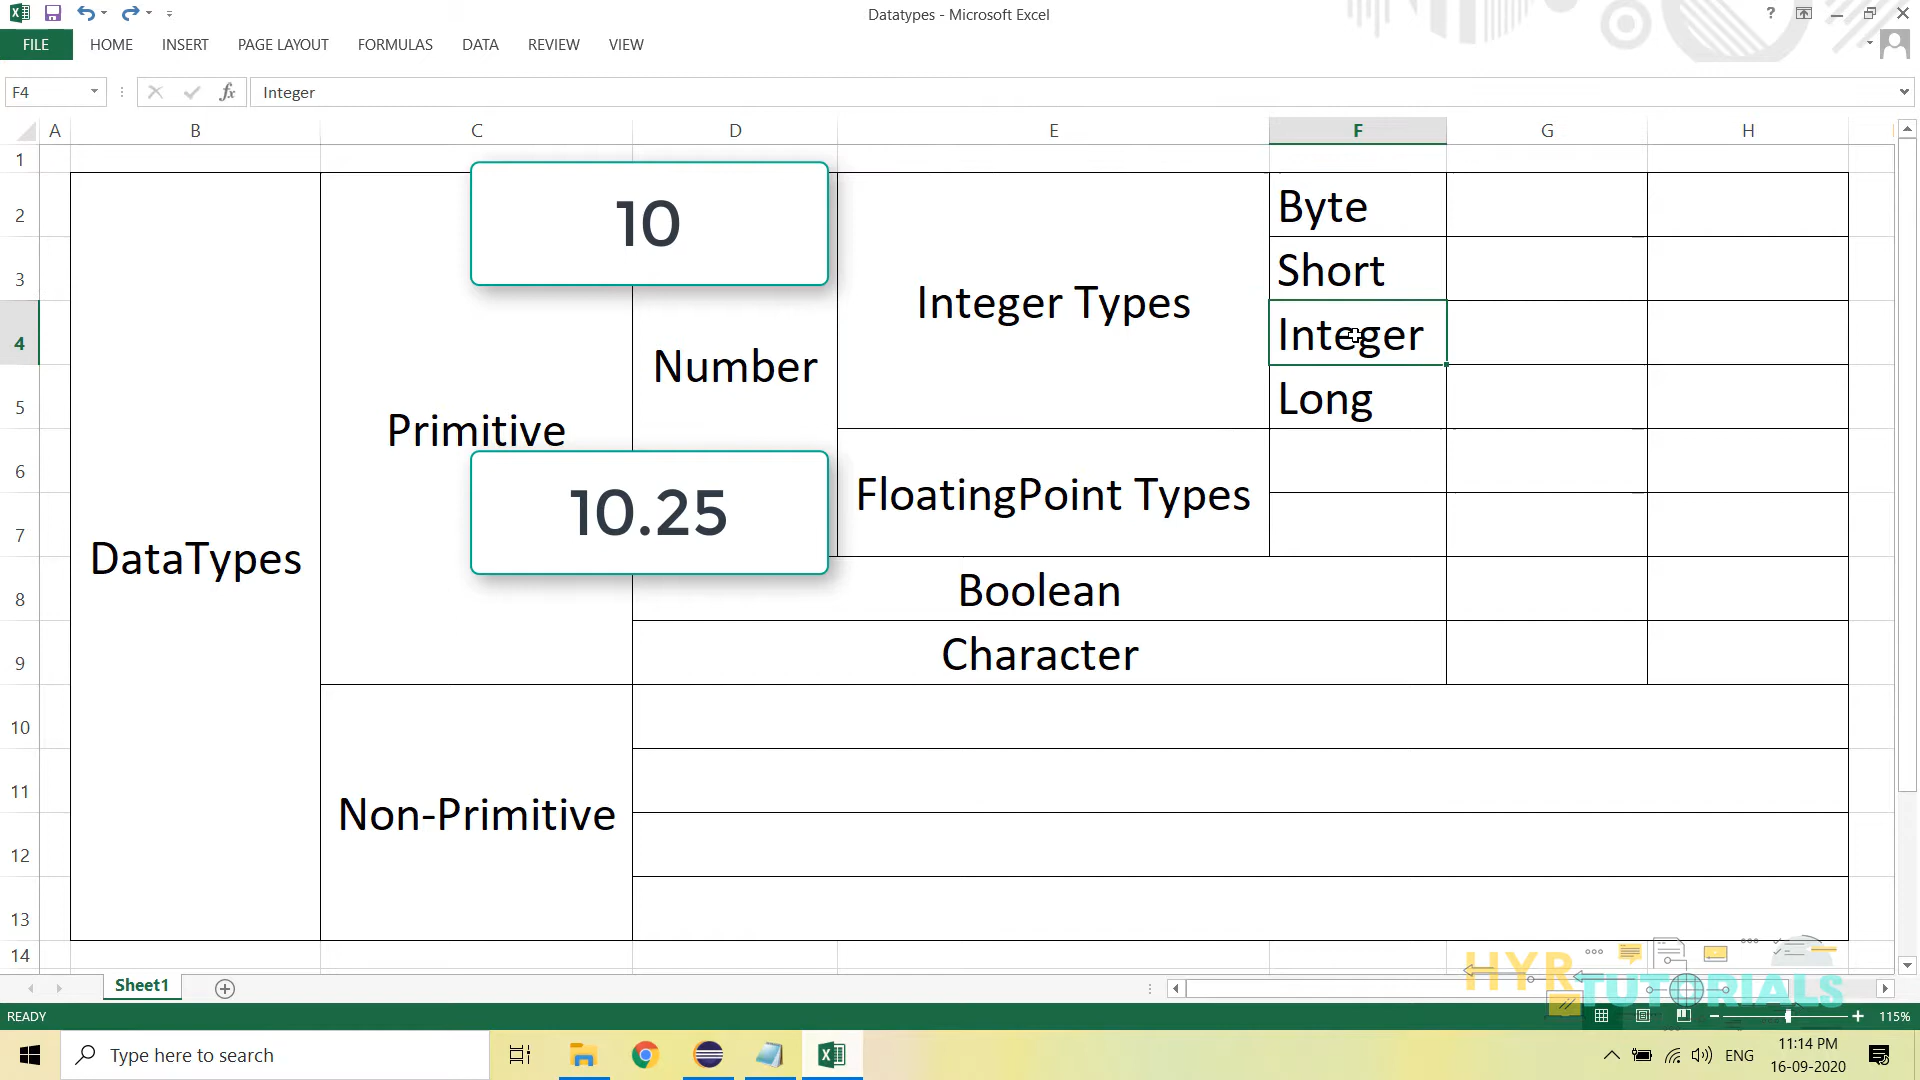 Datatypes - Microsoft Excel
FILE HOME INSERT PAGE LAYOUT FORMULAS DATA REVIEW VIEW
F4 fx Integer
A B C D E F G H
1
2
3
4
5
6
7
8
9
10
11
12
13
14
DataTypes
Primitive
Non-Primitive
10
Number
10.25
Integer Types
FloatingPoint Types
Byte
Short
Integer
Long
Boolean
Character
Sheet1
HYR
TUTORIALS
READY
115%
Type here to search
ENG
11:14 PM
16-09-2020